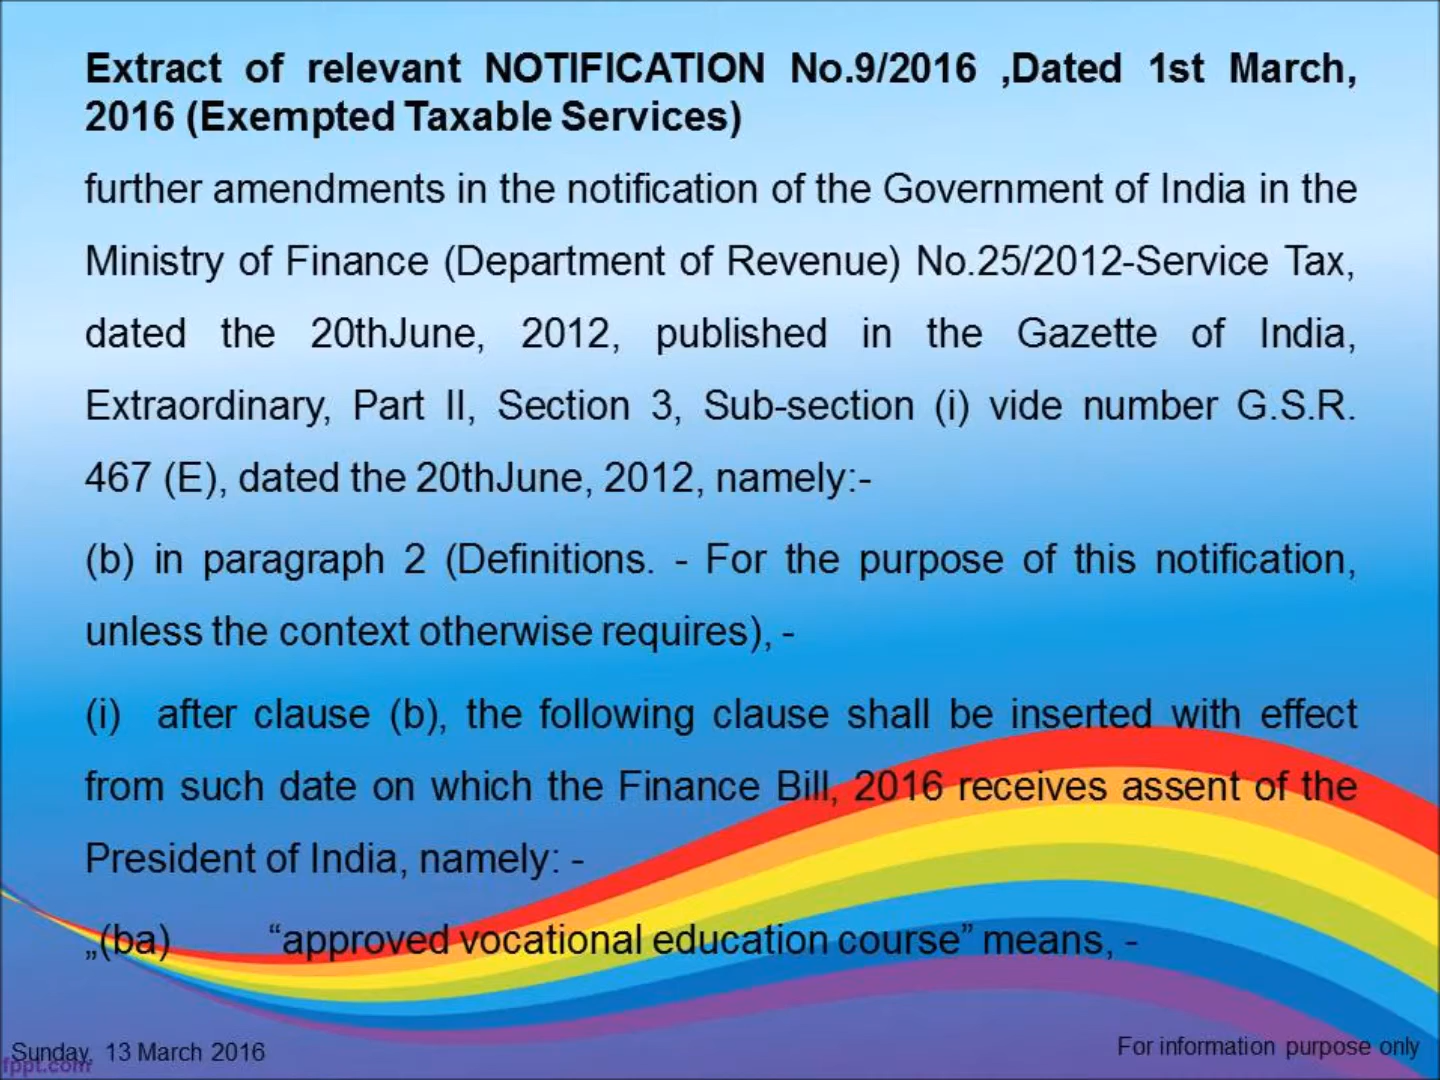 Extract of relevant NOTIFICATION No.9/2016 ,Dated 1st March,
2016 (Exempted Taxable Services)
further amendments in the notification of the Government of India in the
Ministry of Finance (Department of Revenue) No.25/2012-Service Tax,
dated the 20thJune, 2012, published in the Gazette of India,
Extraordinary, Part II, Section 3, Sub-section (i) vide number G.S.R.
467 (E), dated the 20thJune, 2012, namely:-
(b) in paragraph 2 (Definitions. - For the purpose of this notification,
unless the context otherwise requires), -
(i) after clause (b), the following clause shall be inserted with effect
from such date on which the Finance Bill, 2016 receives assent of the
President of India, namely: -
„(ba) “approved vocational education course” means, -
Sunday, 13 March 2016
For information purpose only
fppt.com